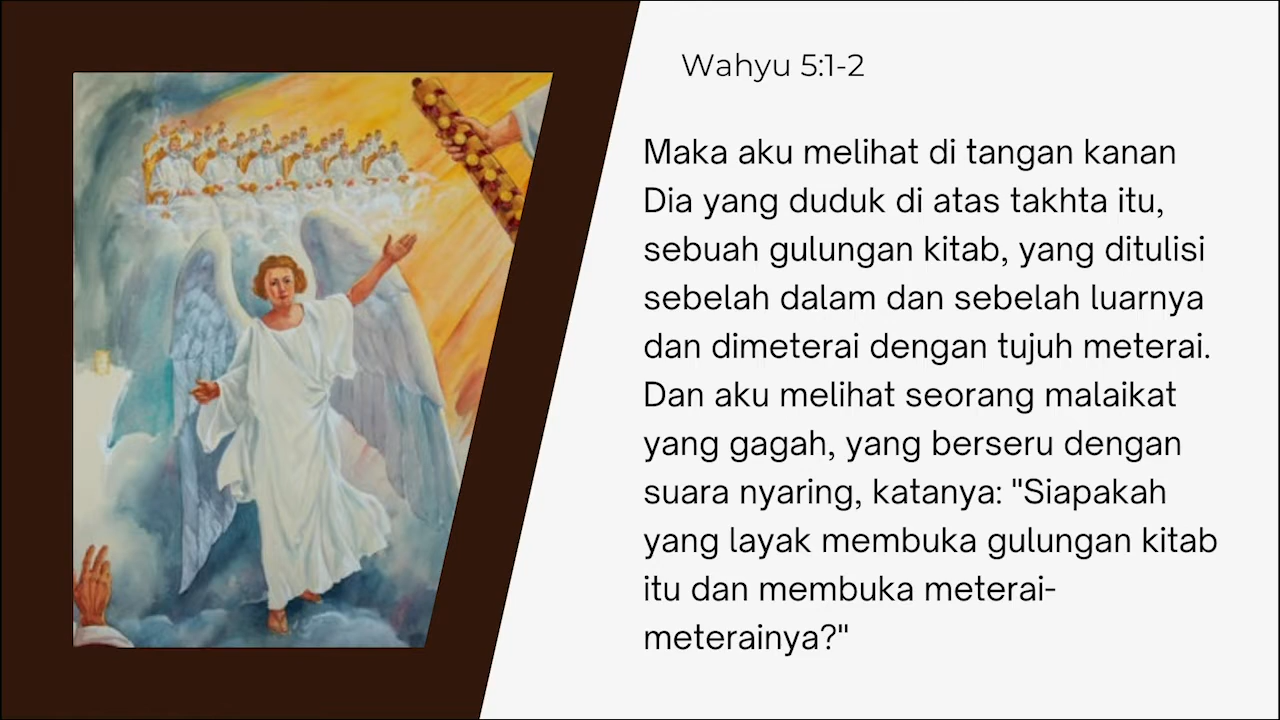 Wahyu 5:1-2
Maka aku melihat di tangan kanan
Dia yang duduk di atas takhta itu,
sebuah gulungan kitab, yang ditulisi
sebelah dalam dan sebelah luarnya
dan dimeterai dengan tujuh meterai.
Dan aku melihat seorang malaikat
yang gagah, yang berseru dengan
suara nyaring, katanya: "Siapakah
yang layak membuka gulungan kitab
itu dan membuka meterai-
meterainya?"